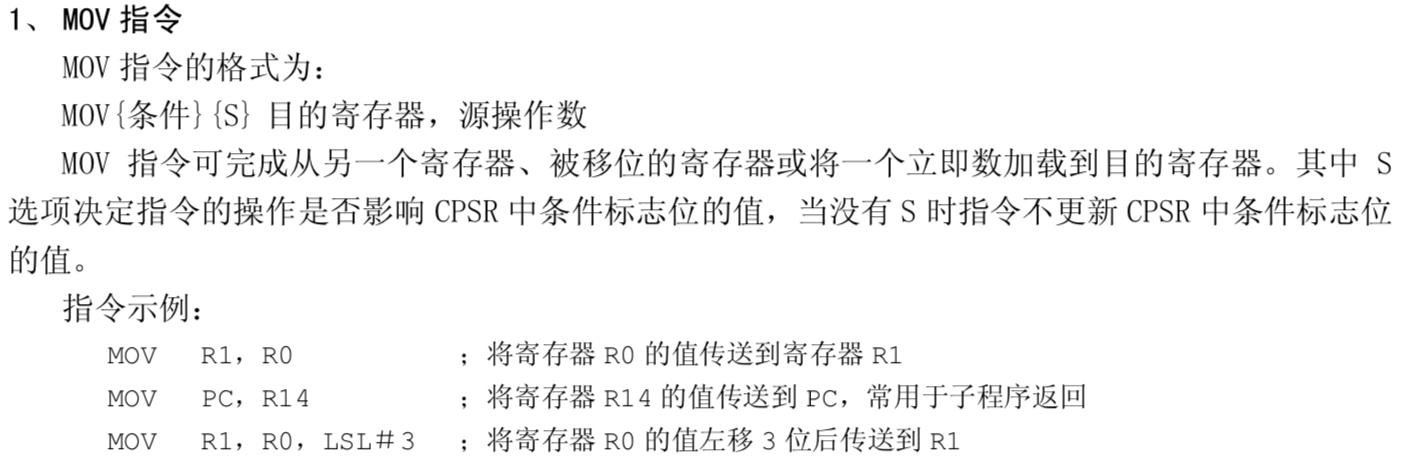 1、 MOV 指令
MOV 指令的格式为：
MOV{条件}{S} 目的寄存器，源操作数
MOV 指令可完成从另一个寄存器、被移位的寄存器或将一个立即数加载到目的寄存器。其中 S
选项决定指令的操作是否影响 CPSR 中条件标志位的值，当没有 S 时指令不更新 CPSR 中条件标志位
的值。
指令示例：
MOV R1，R0 ；将寄存器 R0 的值传送到寄存器 R1
MOV PC，R14 ；将寄存器 R14 的值传送到 PC，常用于子程序返回
MOV R1，R0，LSL＃3 ；将寄存器 R0 的值左移 3 位后传送到 R1